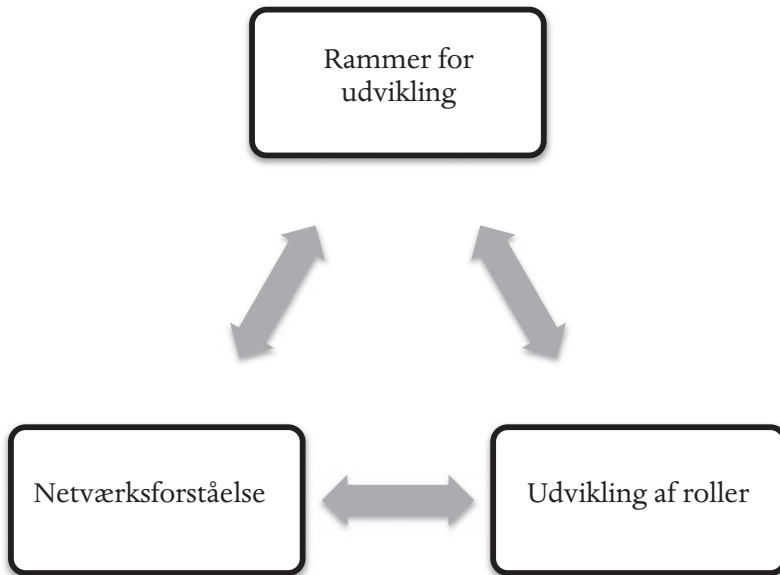 Rammer for
udvikling
Netværksforståelse
Udvikling af roller